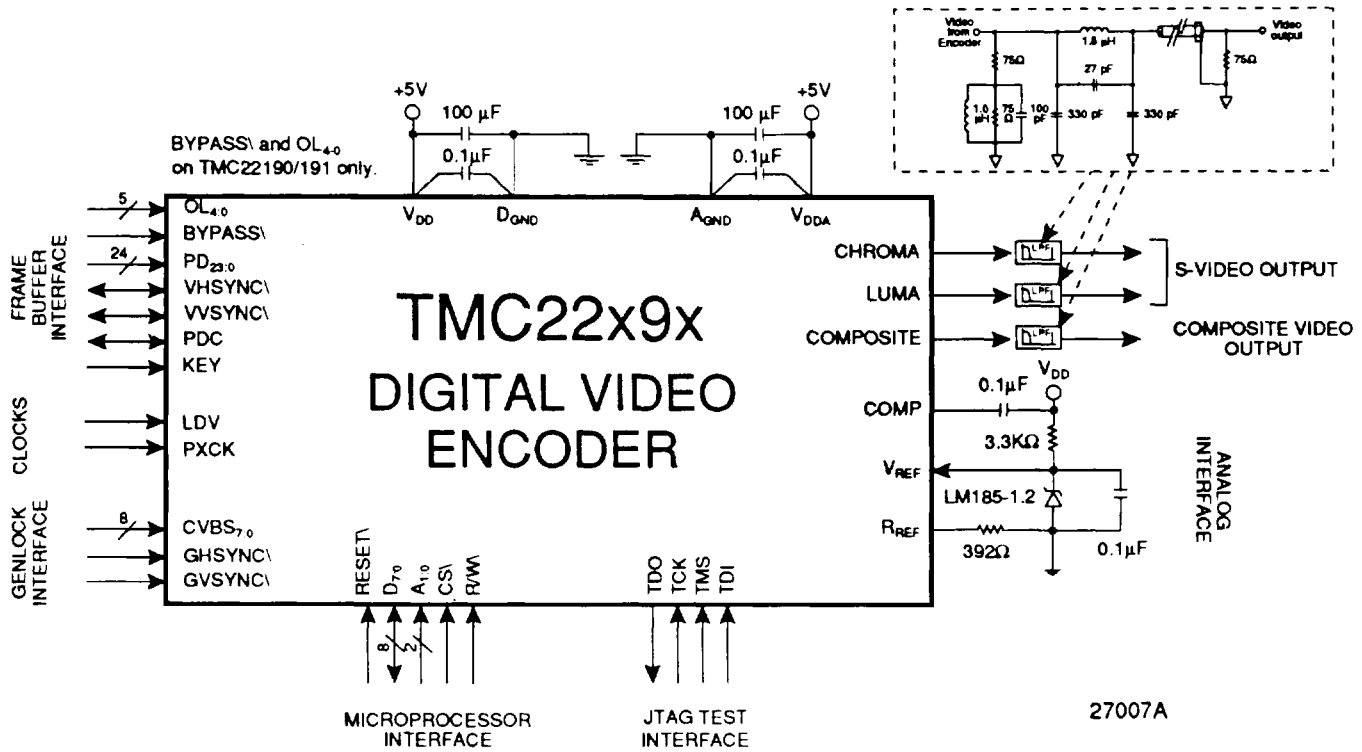 Video
from
Encoder
1.8 µH
Video
output
75Ω
27 pF
75Ω
1.0
µH
75
Ω
100
pF
330 pF
330 pF
+5V
100 µF
0.1µF
+5V
100 µF
0.1µF
BYPASS\ and OL4-0
on TMC22190/191 only.
VDD
DGND
AGND
VDDA
FRAME
BUFFER
INTERFACE
5
OL4:0
BYPASS\
24
PD23:0
VHSYNC\
VVSYNC\
PDC
KEY
CLOCKS
LDV
PXCK
GENLOCK
INTERFACE
8
CVBS7:0
GHSYNC\
GVSYNC\
TMC22x9x
DIGITAL VIDEO
ENCODER
CHROMA
LPF
LUMA
LPF
S-VIDEO OUTPUT
COMPOSITE
LPF
COMPOSITE VIDEO
OUTPUT
VDD
0.1µF
COMP
3.3KΩ
VREF
LM185-1.2
RREF
392Ω
0.1µF
ANALOG
INTERFACE
RESET\
D7:0
A1:0
CS\
R/W\
8
2
TDO
TCK
TMS
TDI
MICROPROCESSOR
INTERFACE
JTAG TEST
INTERFACE
27007A